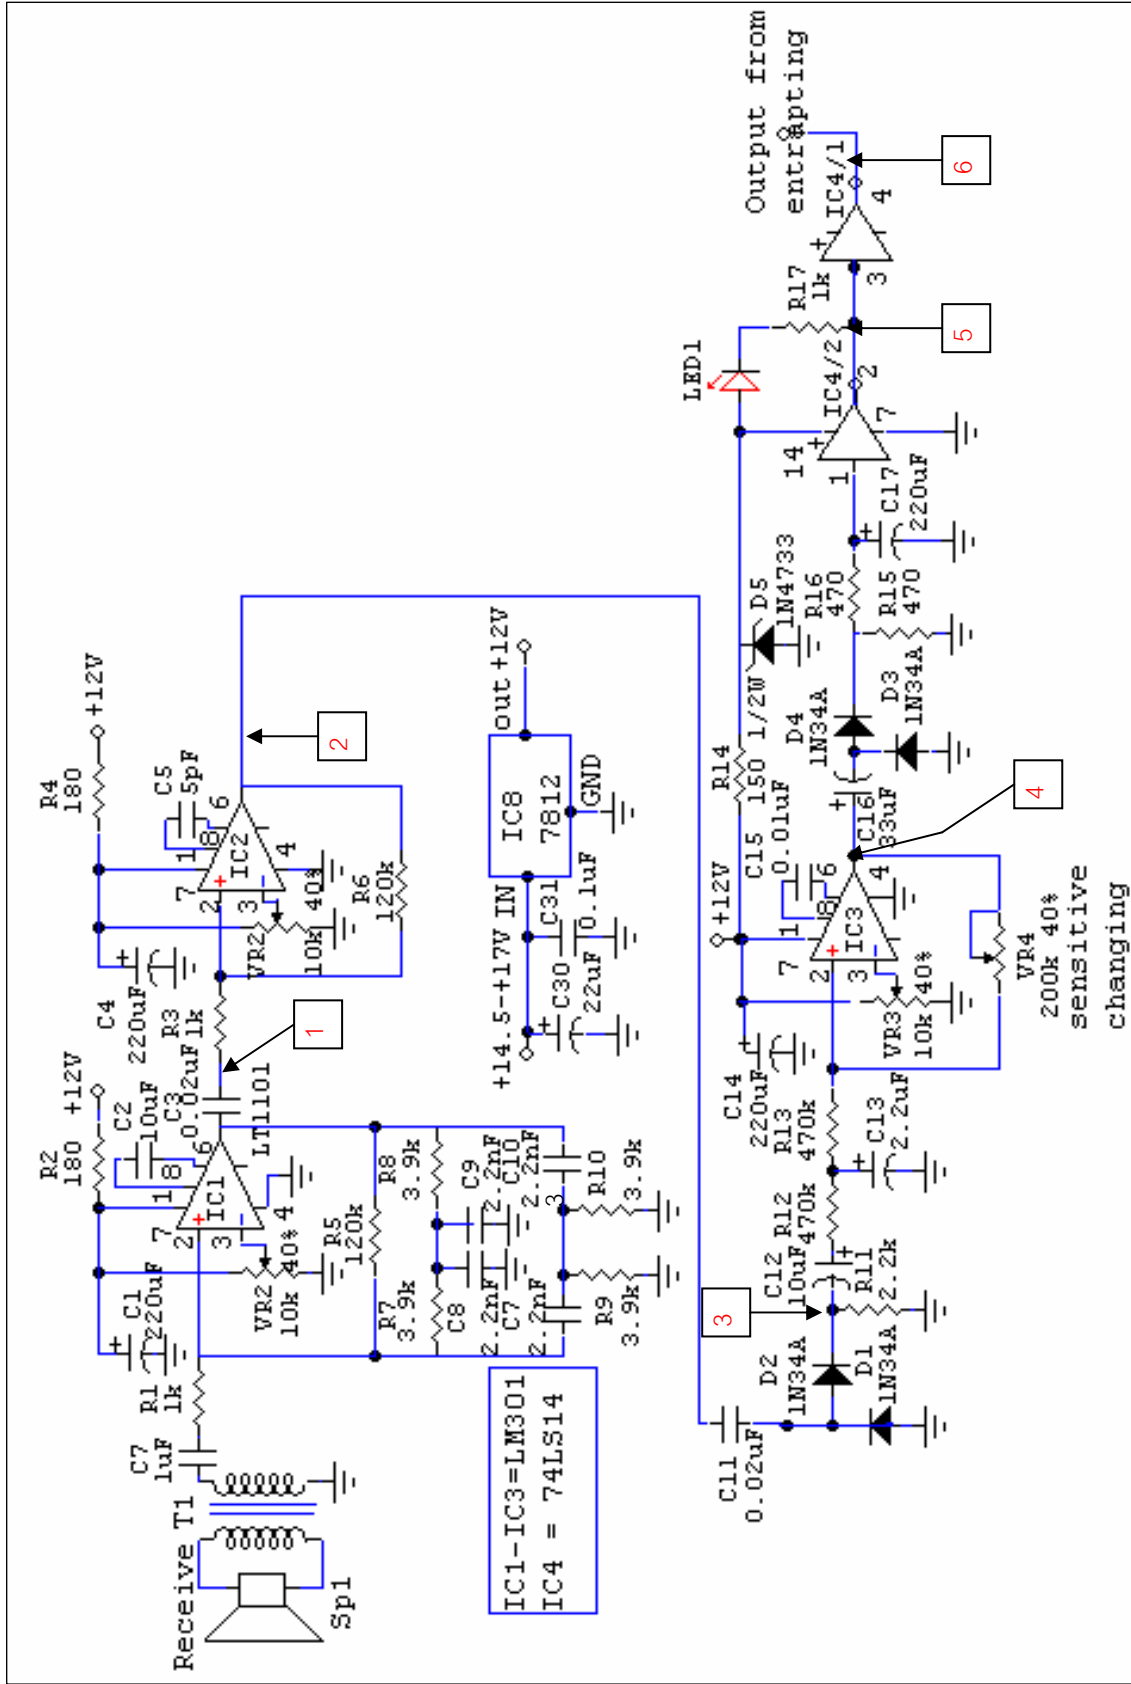 Receive T1
Sp1
C7
1uF
R1
1k
C1
220uF
R2
180
+12V
C2
10uF
C3
0.02uF
LT1101
IC1
+
-
7
1
8
6
2
3
4
VR2
10k
40%
R5
120k
R7
3.9k
R8
3.9k
C8
2.2nF
C9
2.2nF
C7
2.2nF
C10
2.2nF
3
R9
3.9k
R10
3.9k
1
R3
1k
C4
220uF
R4
180
+12V
C5
5pF
IC2
+
-
7
1
8
6
2
3
4
VR2
10k
40%
R6
120k
2
+14.5-+17V IN
C30
22uF
C31
0.1uF
IC8
7812
GND
out
+12V
IC1-IC3=LM301
IC4 = 74LS14
C11
0.02uF
D2
1N34A
D1
1N34A
3
R11
2.2k
C12
10uF
R12
470k
C13
2.2uF
R13
470k
C14
220uF
+12V
C15
0.01uF
IC3
+
-
7
1
8
6
2
3
4
VR3
10k
40%
VR4
200k 40%
sensitive
changing
4
R14
150 1/2W
D5
1N4733
C16
33uF
D4
1N34A
D3
1N34A
R16
470
R15
470
C17
220uF
14
+
1
7
2
IC4/2
LED1
R17
1k
5
+
3
4
IC4/1
6
Output from
entrapting